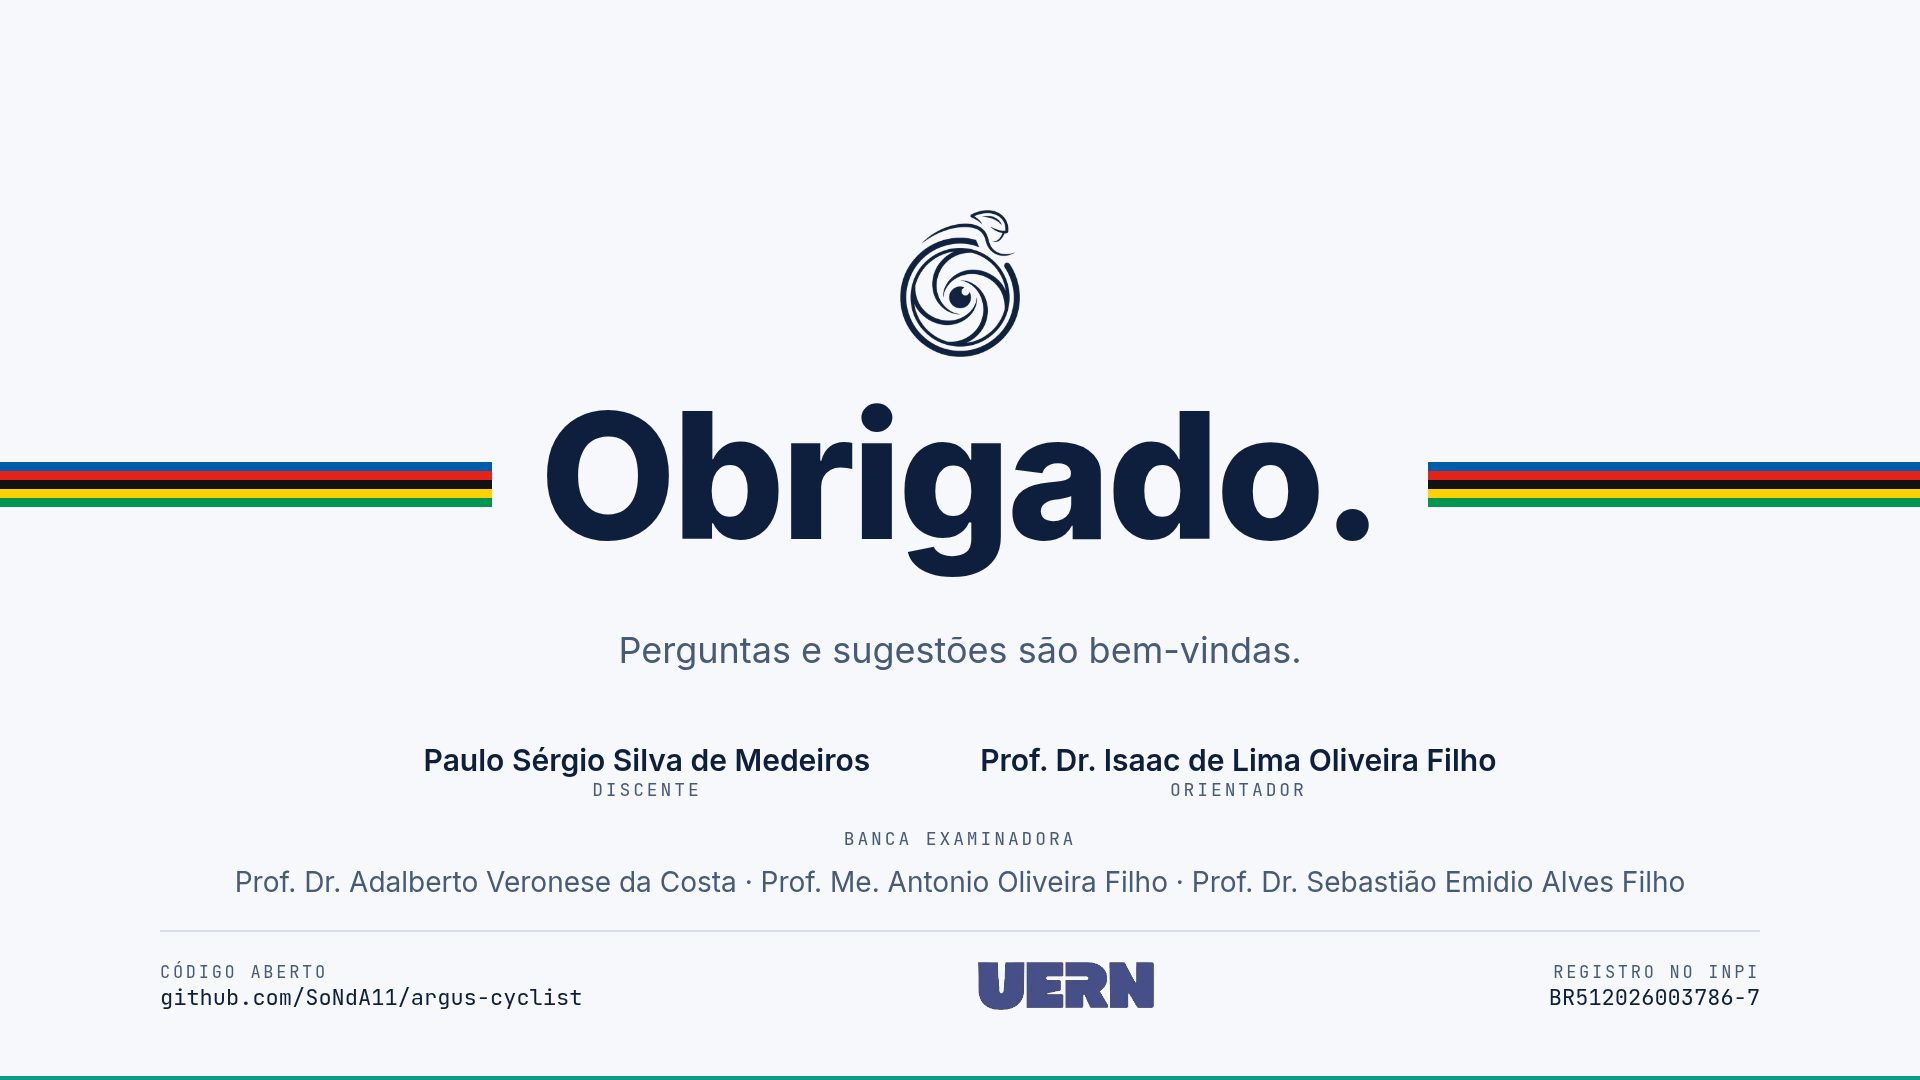 Obrigado.
Perguntas e sugestões são bem-vindas.
Paulo Sérgio Silva de Medeiros
DISCENTE
Prof. Dr. Isaac de Lima Oliveira Filho
ORIENTADOR
BANCA EXAMINADORA
Prof. Dr. Adalberto Veronese da Costa · Prof. Me. Antonio Oliveira Filho · Prof. Dr. Sebastião Emidio Alves Filho
CÓDIGO ABERTO
github.com/SoNdA11/argus-cyclist
UERN
REGISTRO NO INPI
BR512026003786-7